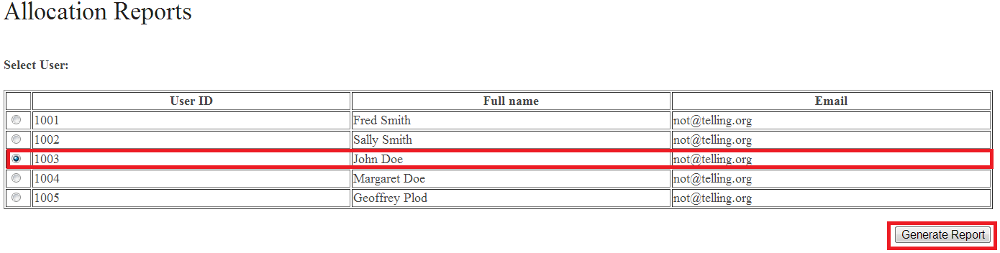 Allocation Reports
Select User:
User ID Full name Email
1001 Fred Smith not@telling.org
1002 Sally Smith not@telling.org
1003 John Doe not@telling.org
1004 Margaret Doe not@telling.org
1005 Geoffrey Plod not@telling.org
Generate Report